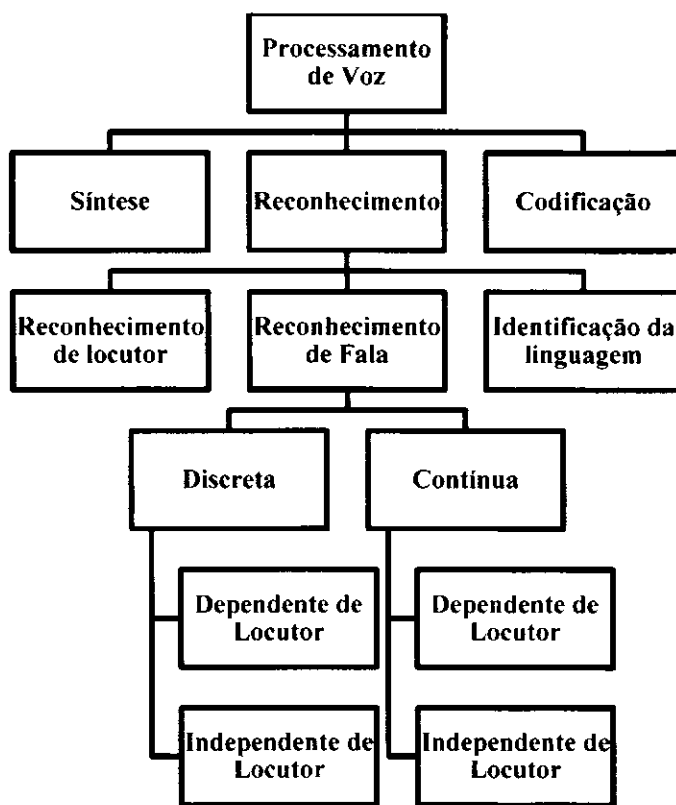 Processamento
de Voz
Síntese
Reconhecimento
Codificação
Reconhecimento
de locutor
Reconhecimento
de Fala
Identificação da
linguagem
Discreta
Contínua
Dependente de
Locutor
Dependente de
Locutor
Independente de
Locutor
Independente de
Locutor